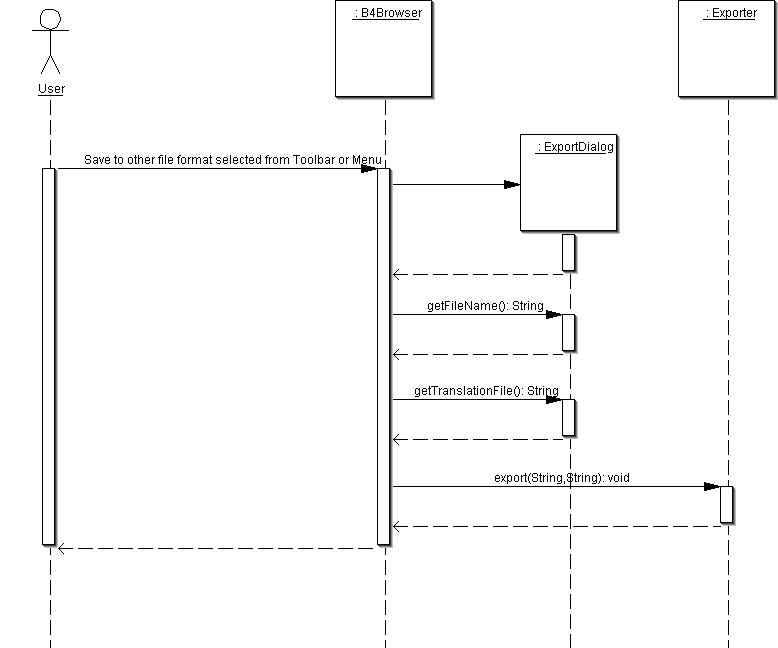 : B4Browser
: Exporter
User
: ExportDialog
Save to other file format selected from Toolbar or Menu
getFileName(): String
getTranslationFile(): String
export(String,String): void